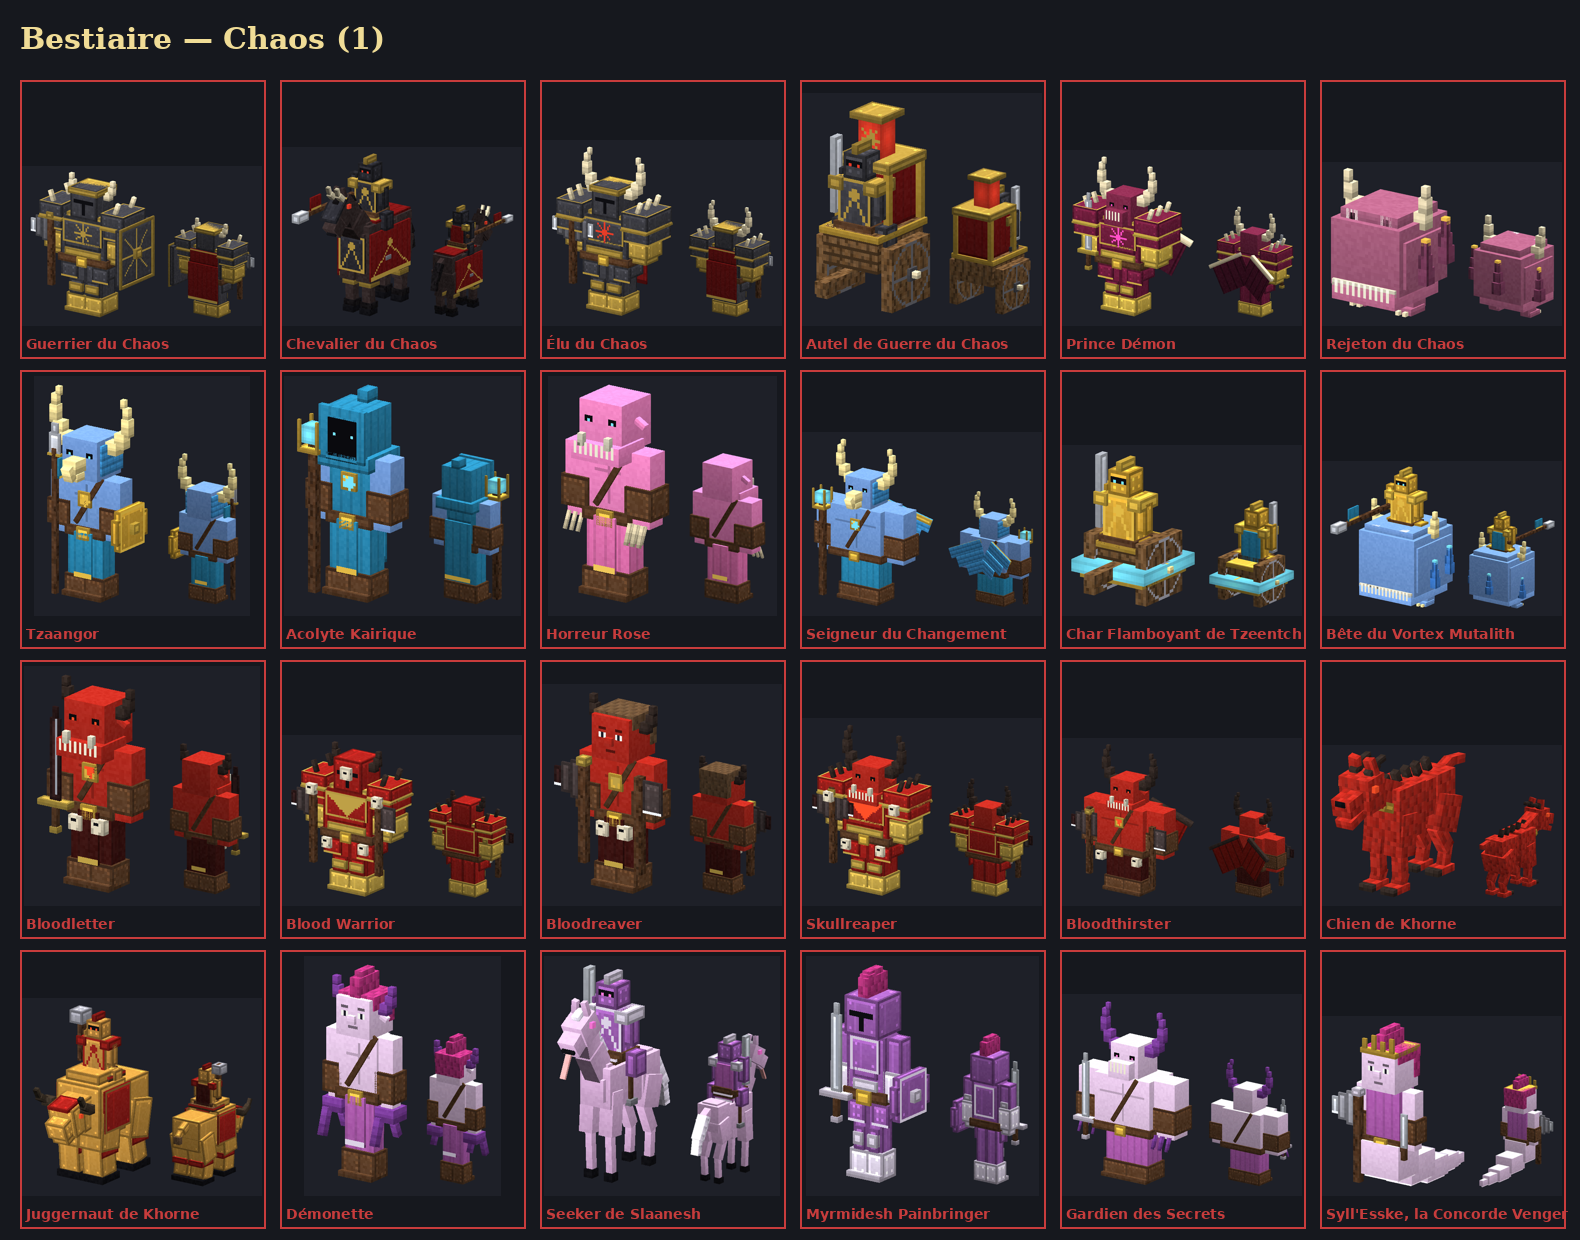 Bestiaire — Chaos (1)
Guerrier du Chaos
Chevalier du Chaos
Élu du Chaos
Autel de Guerre du Chaos
Prince Démon
Rejeton du Chaos
Tzaangor
Acolyte Kairique
Horreur Rose
Seigneur du Changement
Char Flamboyant de Tzeentch
Bête du Vortex Mutalith
Bloodletter
Blood Warrior
Bloodreaver
Skullreaper
Bloodthirster
Chien de Khorne
Juggernaut de Khorne
Démonette
Seeker de Slaanesh
Myrmidesh Painbringer
Gardien des Secrets
Syll'Esske, la Concorde Venger